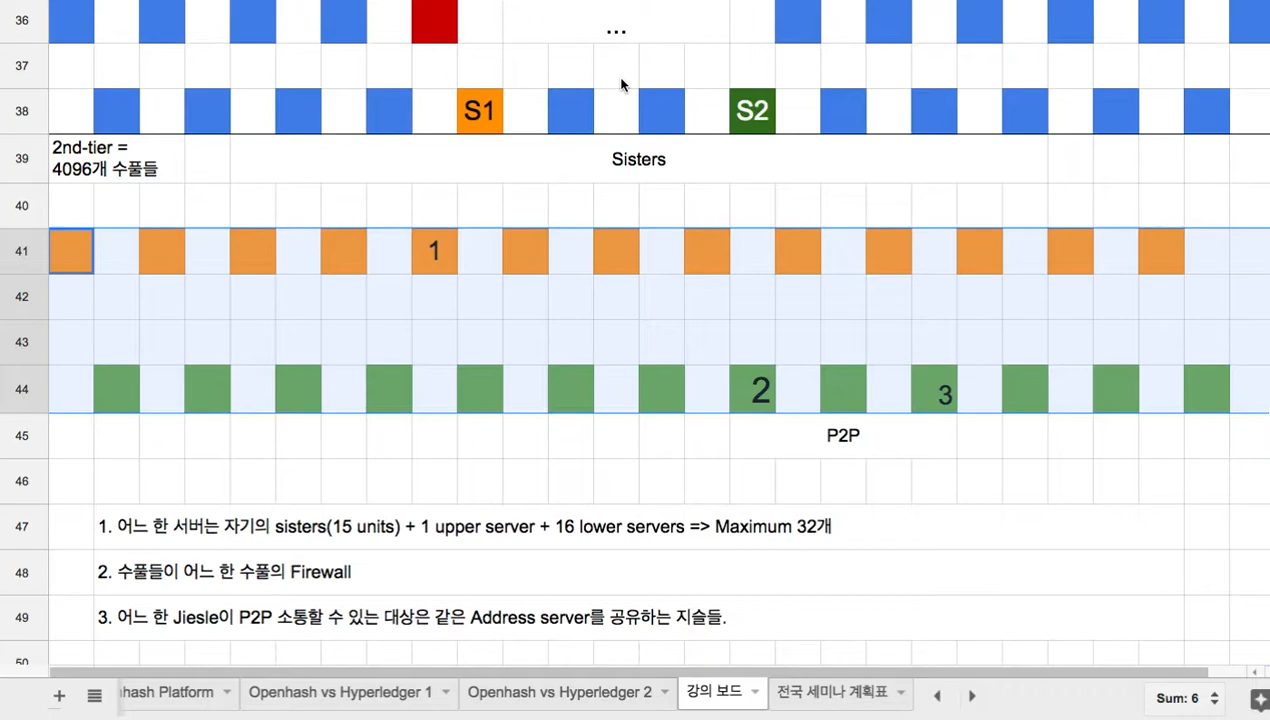 36
...
37
38
S1
S2
39
2nd-tier =
4096개 수풀들
Sisters
40
41
1
42
43
44
2
3
45
P2P
46
47
1. 어느 한 서버는 자기의 sisters(15 units) + 1 upper server + 16 lower servers => Maximum 32개
48
2. 수풀들이 어느 한 수풀의 Firewall
49
3. 어느 한 Jiesle이 P2P 소통할 수 있는 대상은 같은 Address server를 공유하는 지슬들.
50
hash Platform
Openhash vs Hyperledger 1
Openhash vs Hyperledger 2
강의 보드
전국 세미나 계획표
Sum: 6